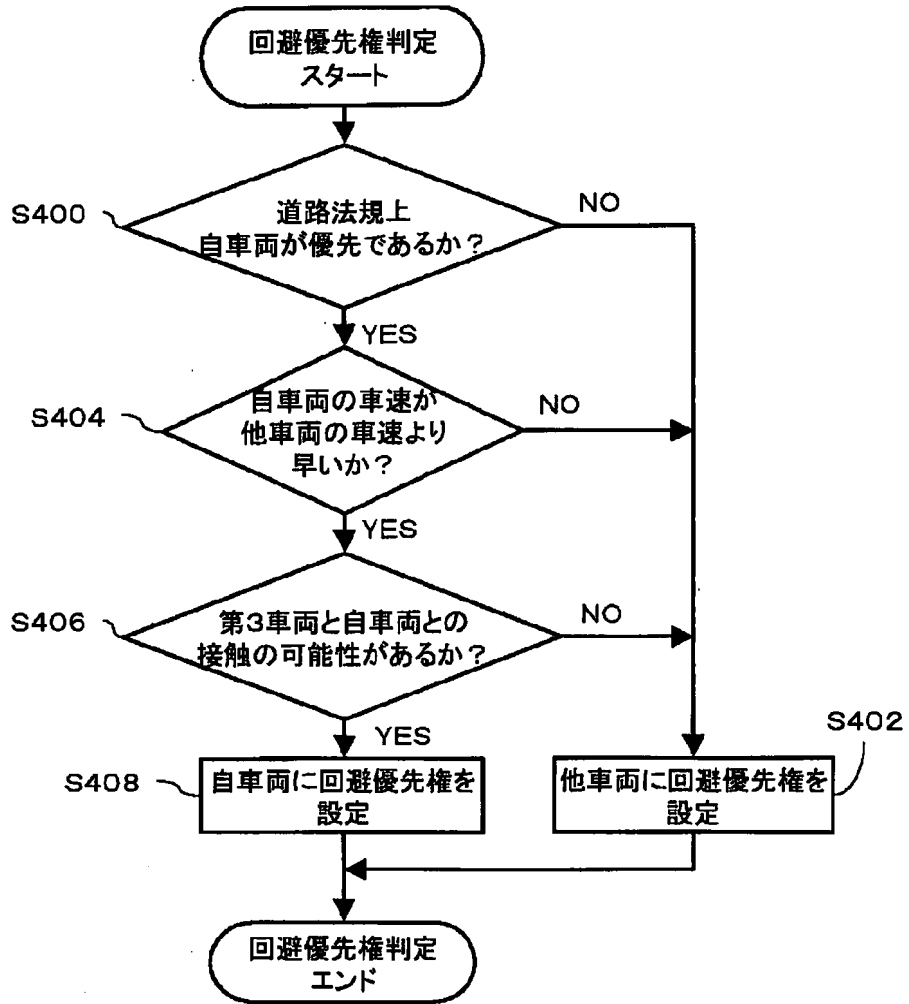 回避優先権判定
スタート
S400
道路法規上
自車両が優先であるか？
NO
YES
S404
自車両の車速が
他車両の車速より
早いか？
NO
YES
S406
第3車両と自車両との
接触の可能性があるか？
NO
YES
S408
自車両に回避優先権を
設定
S402
他車両に回避優先権を
設定
回避優先権判定
エンド